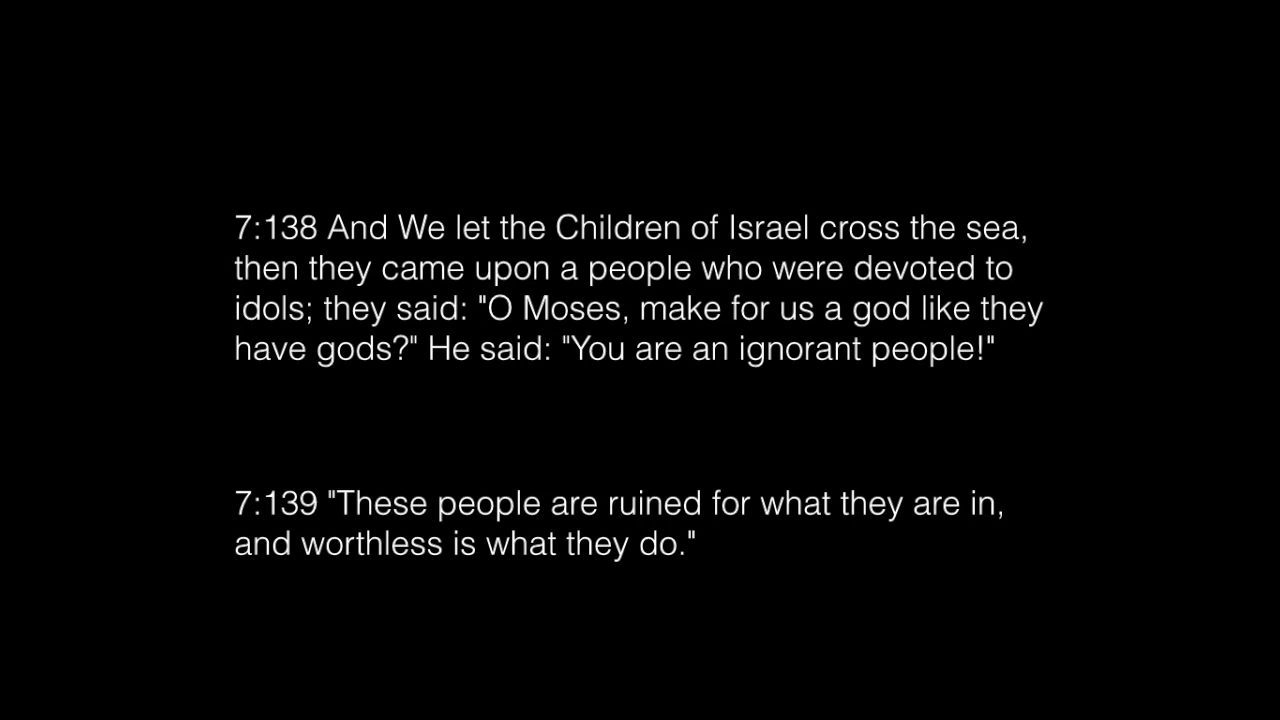 7:138 And We let the Children of Israel cross the sea,
then they came upon a people who were devoted to
idols; they said: "O Moses, make for us a god like they
have gods?" He said: "You are an ignorant people!"
7:139 "These people are ruined for what they are in,
and worthless is what they do."